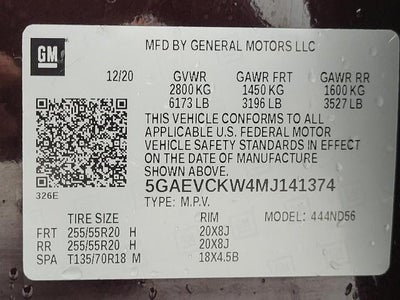 GM
MFD BY GENERAL MOTORS LLC
12/20 GVWR GAWR FRT GAWR RR
2800 KG 1450 KG 1600 KG
6173 LB 3196 LB 3527 LB
THIS VEHICLE CONFORMS TO ALL
APPLICABLE U.S. FEDERAL MOTOR
VEHICLE SAFETY STANDARDS IN EFFECT
ON THE DATE OF MANUFACTURE
SHOWN ABOVE.
326E
5GAEVCKW4MJ141374
TYPE: M.P.V.
TIRE SIZE RIM MODEL: 444ND56
FRT 255/55R20 H 20X8J
RR 255/55R20 H 20X8J
SPA T135/70R18 M 18X4.5B